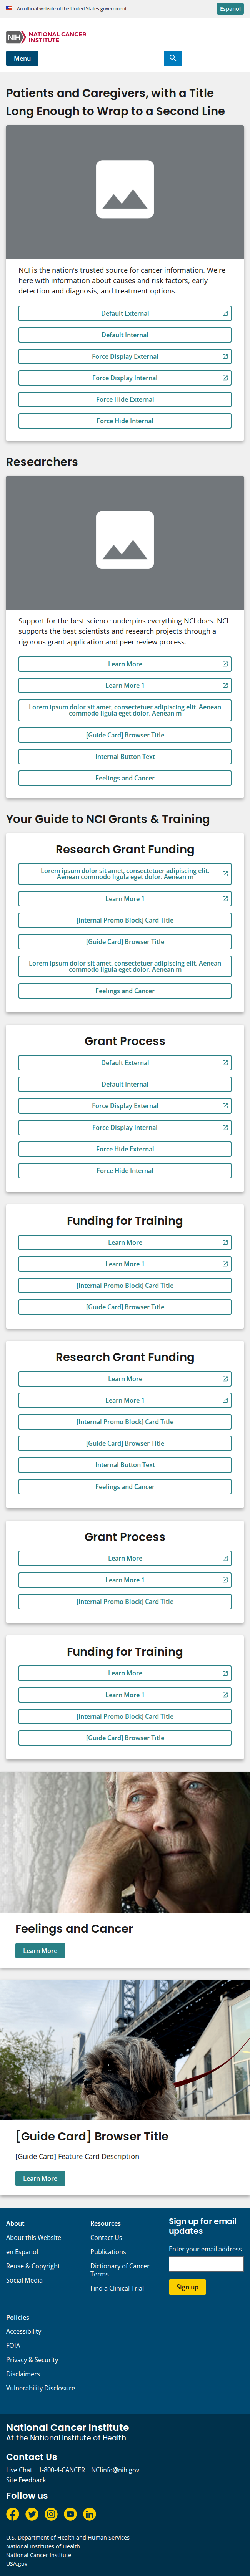 An official website of the United States government
Español
NIH NATIONAL CANCER
INSTITUTE
Menu
Patients and Caregivers, with a Title
Long Enough to Wrap to a Second Line
NCI is the nation's trusted source for cancer information. We're
here with information about causes and risk factors, early
detection and diagnosis, and treatment options.
Default External
Default Internal
Force Display External
Force Display Internal
Force Hide External
Force Hide Internal
Researchers
Support for the best science underpins everything NCI does. NCI
supports the best scientists and research projects through a
rigorous grant application and peer review process.
Learn More
Learn More 1
Lorem ipsum dolor sit amet, consectetuer adipiscing elit. Aenean
commodo ligula eget dolor. Aenean m
[Guide Card] Browser Title
Internal Button Text
Feelings and Cancer
Your Guide to NCI Grants & Training
Research Grant Funding
Lorem ipsum dolor sit amet, consectetuer adipiscing elit.
Aenean commodo ligula eget dolor. Aenean m
Learn More 1
[Internal Promo Block] Card Title
[Guide Card] Browser Title
Lorem ipsum dolor sit amet, consectetuer adipiscing elit. Aenean
commodo ligula eget dolor. Aenean m
Feelings and Cancer
Grant Process
Default External
Default Internal
Force Display External
Force Display Internal
Force Hide External
Force Hide Internal
Funding for Training
Learn More
Learn More 1
[Internal Promo Block] Card Title
[Guide Card] Browser Title
Research Grant Funding
Learn More
Learn More 1
[Internal Promo Block] Card Title
[Guide Card] Browser Title
Internal Button Text
Feelings and Cancer
Grant Process
Learn More
Learn More 1
[Internal Promo Block] Card Title
Funding for Training
Learn More
Learn More 1
[Internal Promo Block] Card Title
[Guide Card] Browser Title
Feelings and Cancer
Learn More
[Guide Card] Browser Title
[Guide Card] Feature Card Description
Learn More
About
About this Website
en Español
Reuse & Copyright
Social Media
Resources
Contact Us
Publications
Dictionary of Cancer
Terms
Find a Clinical Trial
Sign up for email
updates
Enter your email address
Sign up
Policies
Accessibility
FOIA
Privacy & Security
Disclaimers
Vulnerability Disclosure
National Cancer Institute
At the National Institute of Health
Contact Us
Live Chat 1-800-4-CANCER NCIinfo@nih.gov
Site Feedback
Follow us
U.S. Department of Health and Human Services
National Institutes of Health
National Cancer Institute
USA.gov